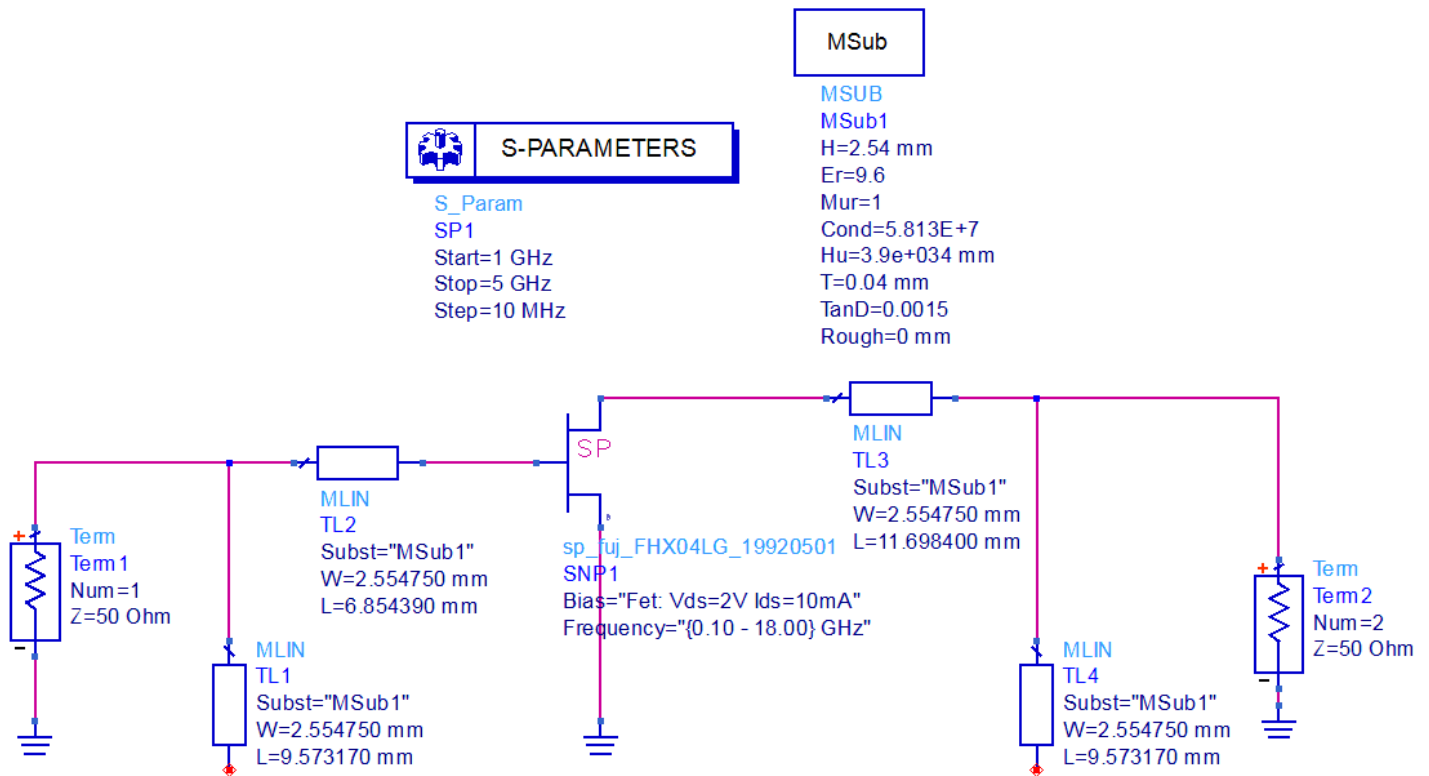 MSub
MSUB
MSub1
H=2.54 mm
Er=9.6
Mur=1
Cond=5.813E+7
Hu=3.9e+034 mm
T=0.04 mm
TanD=0.0015
Rough=0 mm
S-PARAMETERS
S_Param
SP1
Start=1 GHz
Stop=5 GHz
Step=10 MHz
+
Term
Term1
Num=1
Z=50 Ohm
-
MLIN
TL2
Subst="MSub1"
W=2.554750 mm
L=6.854390 mm
MLIN
TL1
Subst="MSub1"
W=2.554750 mm
L=9.573170 mm
SP
sp_fuj_FHX04LG_19920501
SNP1
Bias="Fet: Vds=2V Ids=10mA"
Frequency="{0.10 - 18.00} GHz"
MLIN
TL3
Subst="MSub1"
W=2.554750 mm
L=11.698400 mm
MLIN
TL4
Subst="MSub1"
W=2.554750 mm
L=9.573170 mm
+
Term
Term2
Num=2
Z=50 Ohm
-